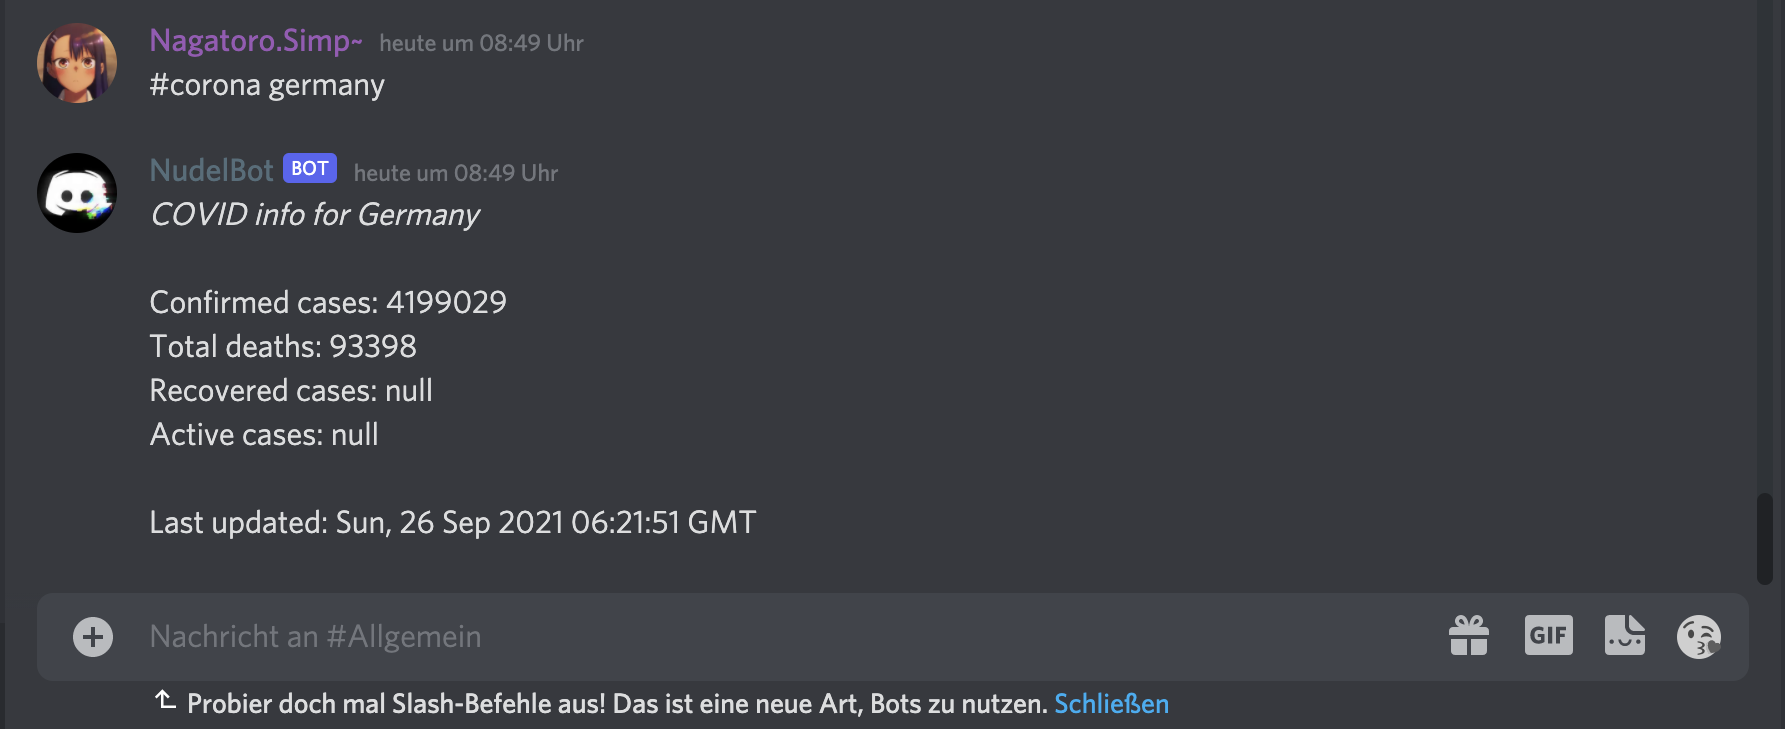 Nagatoro.Simp~ heute um 08:49 Uhr
#corona germany
NudelBot BOT heute um 08:49 Uhr
COVID info for Germany
Confirmed cases: 4199029
Total deaths: 93398
Recovered cases: null
Active cases: null
Last updated: Sun, 26 Sep 2021 06:21:51 GMT
Nachricht an #Allgemein GIF
Probier doch mal Slash-Befehle aus! Das ist eine neue Art, Bots zu nutzen. Schließen